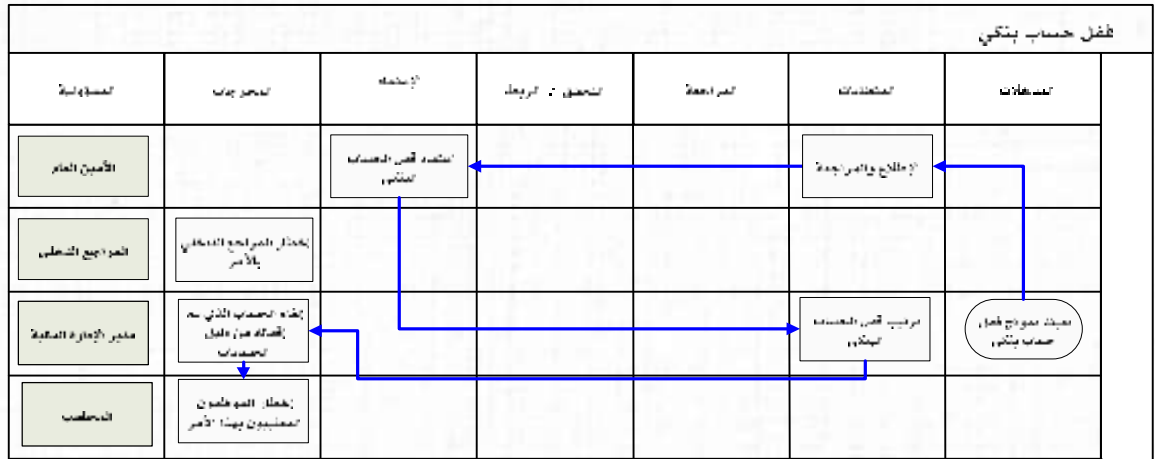 قفل حساب بنكي
المدخلات
المتطلبات
المراجعة
التحقق / الربط
الإعتماد
المخرجات
المسؤولية
الإطلاع والمراجعة
اعتماد قفل الحساب
البنكي
الأمين العام
إخطار المراجع الداخلي
بالأمر
المراجع الداخلي
تعبئة نموذج قفل
حساب بنكي
ترتيب قفل الحساب
البنكي
إلغاء الحساب الذي تم
إقفاله من دليل
الحسابات
مدير الإدارة المالية
إخطار الموظفون
المعنييون بهذا الأمر
المحاسب